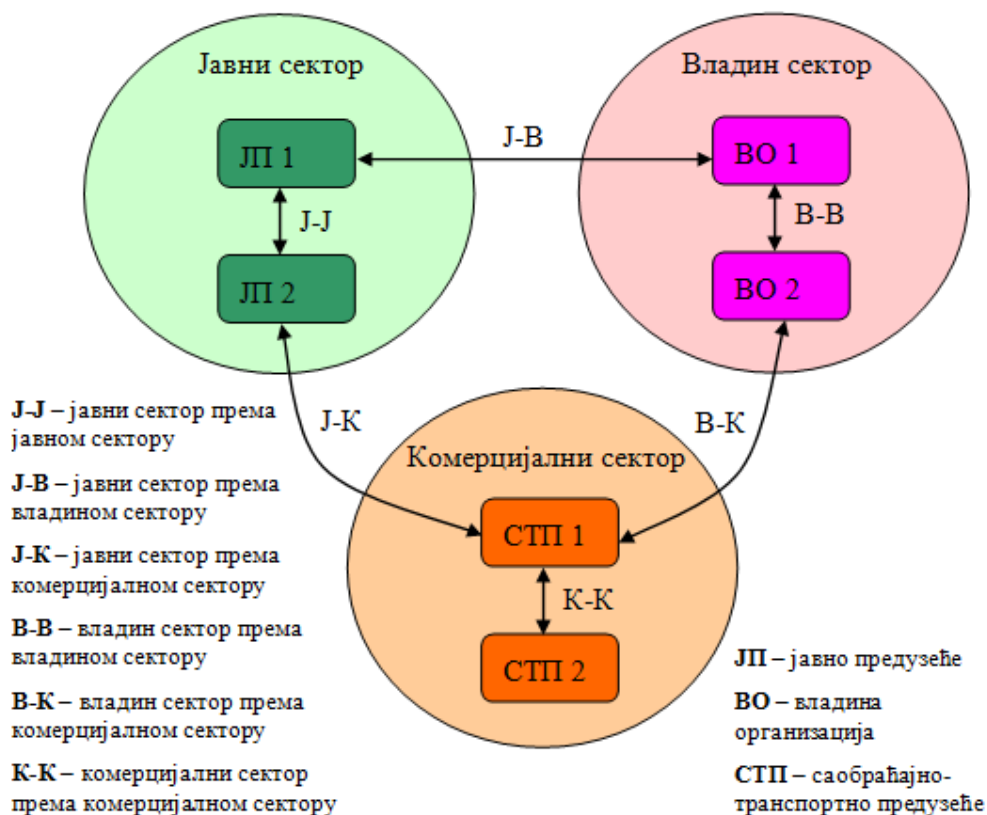 Јавни сектор
Владин сектор
ЈП 1
Ј-В
ВО 1
Ј-Ј
В-В
ЈП 2
ВО 2
Ј-К
В-К
Комерцијални сектор
СТП 1
К-К
СТП 2
Ј-Ј – јавни сектор према
јавном сектору
Ј-В – јавни сектор према
владином сектору
Ј-К – јавни сектор према
комерцијалном сектору
В-В – владин сектор према
владином сектору
В-К – владин сектор према
комерцијалном сектору
К-К – комерцијални сектор
према комерцијалном сектору
ЈП – јавно предузеће
ВО – владина
организација
СТП – саобраћајно-
транспортно предузеће